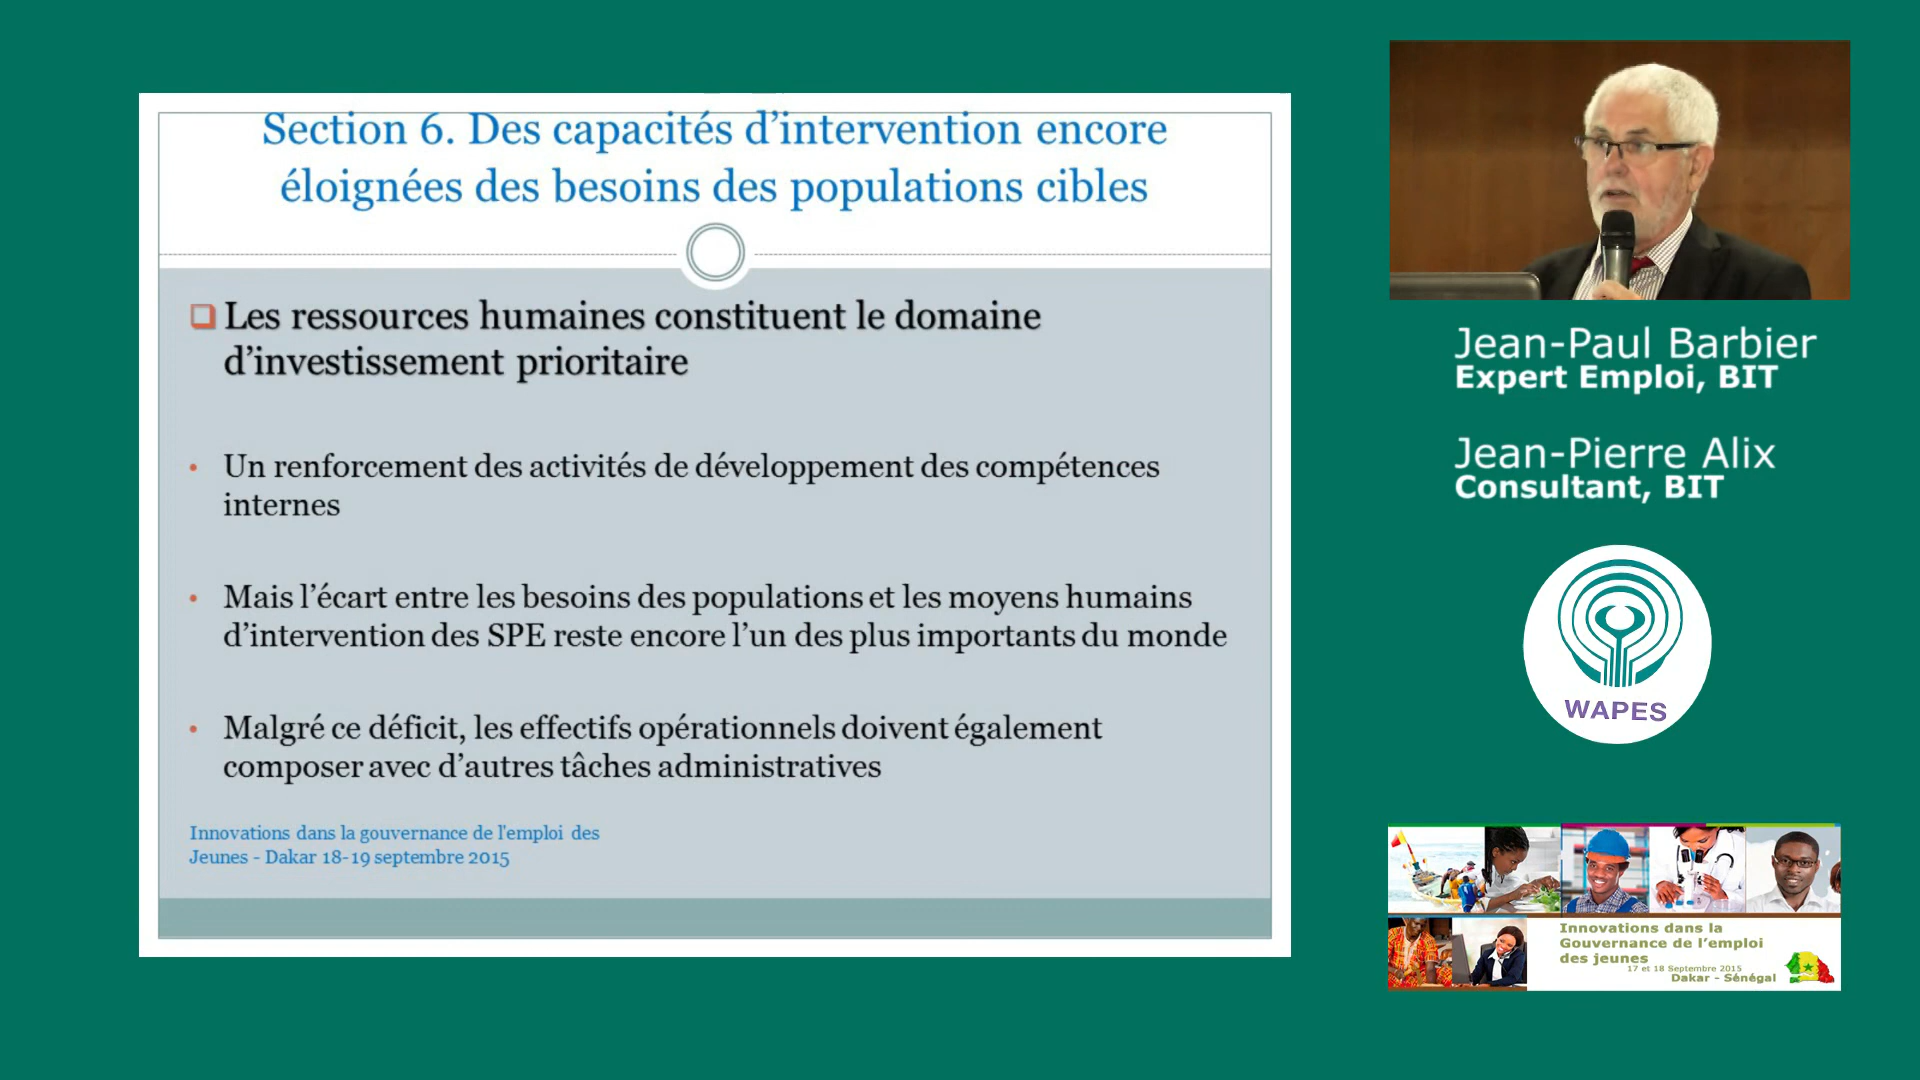 Section 6. Des capacités d’intervention encore
éloignées des besoins des populations cibles
Les ressources humaines constituent le domaine
d’investissement prioritaire
• Un renforcement des activités de développement des compétences
internes
• Mais l’écart entre les besoins des populations et les moyens humains
d’intervention des SPE reste encore l’un des plus importants du monde
• Malgré ce déficit, les effectifs opérationnels doivent également
composer avec d’autres tâches administratives
Innovations dans la gouvernance de l'emploi des
Jeunes - Dakar 18-19 septembre 2015
Jean-Paul Barbier
Expert Emploi, BIT
Jean-Pierre Alix
Consultant, BIT
WAPES
Innovations dans la
Gouvernance de l’emploi
des jeunes
17 et 18 Septembre 2015
Dakar - Sénégal